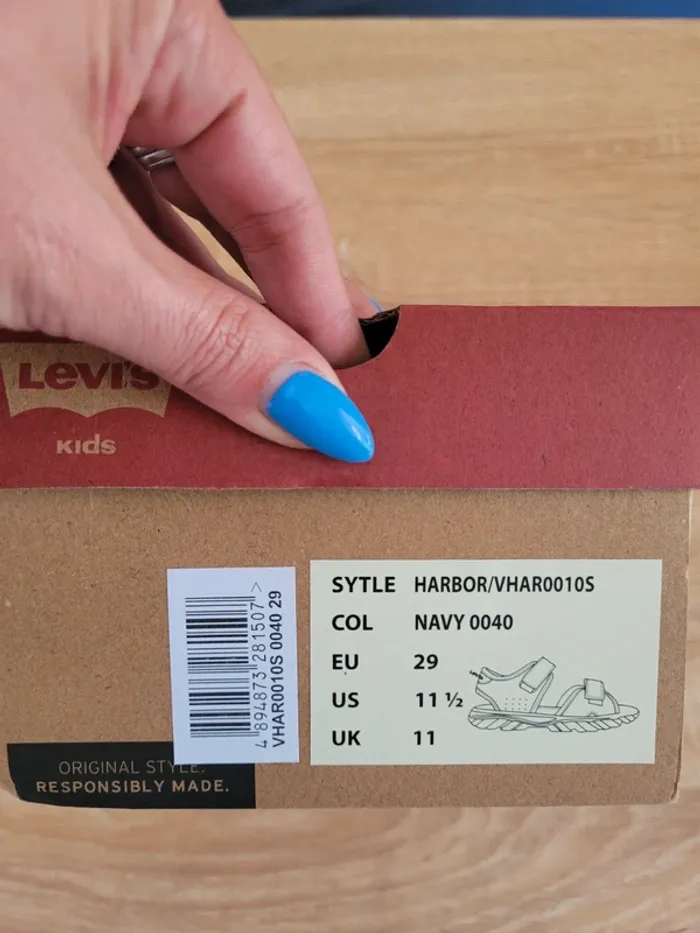 Levi's
Kids
SYTLE HARBOR/VHAR0010S
COL NAVY 0040
EU 29
US 11 ½
UK 11
4 894873 281507 >
VHAR0010S 0040 29
ORIGINAL STYLE.
RESPONSIBLY MADE.